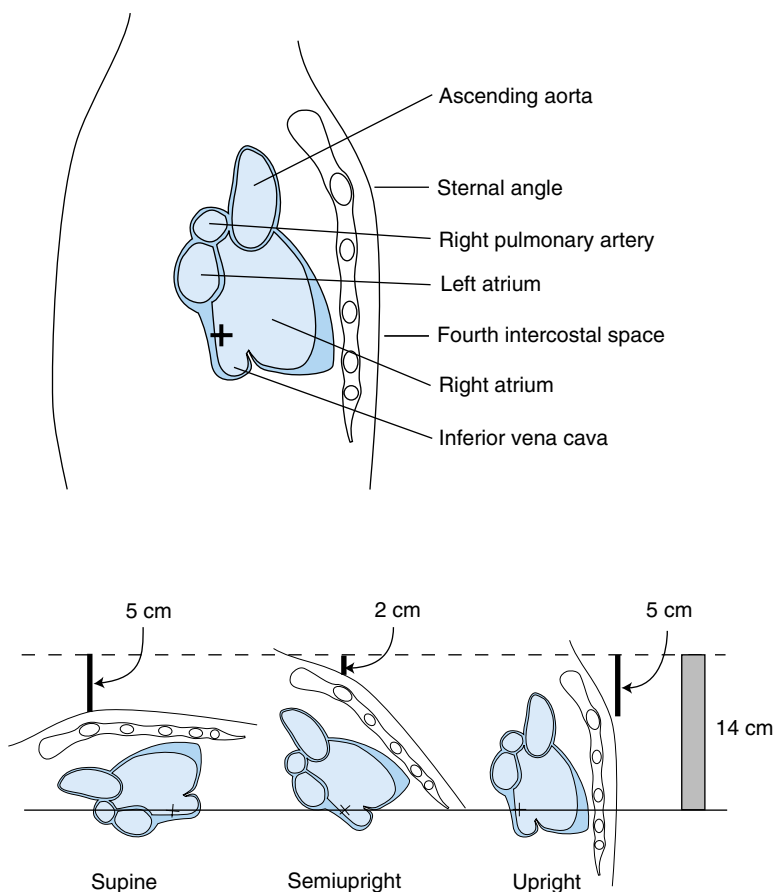 Ascending aorta
Sternal angle
Right pulmonary artery
Left atrium
Fourth intercostal space
Right atrium
Inferior vena cava
5 cm
2 cm
5 cm
14 cm
Supine
Semiupright
Upright